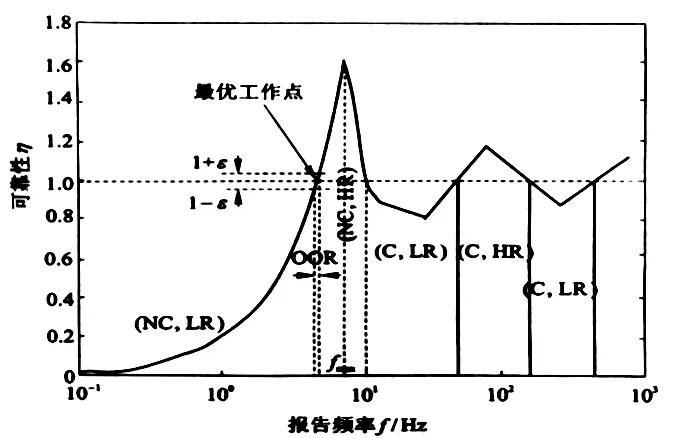 可靠性η
1.8
1.6
1.4
1.2
1.0
0.8
0.6
0.4
0.2
0
最优工作点
1+ε
1-ε
(NC, HR)
OOR
(C, LR)
(C, HR)
(C, LR)
(NC, LR)
f
10⁻¹
10⁰
10¹
10²
10³
报告频率f/Hz